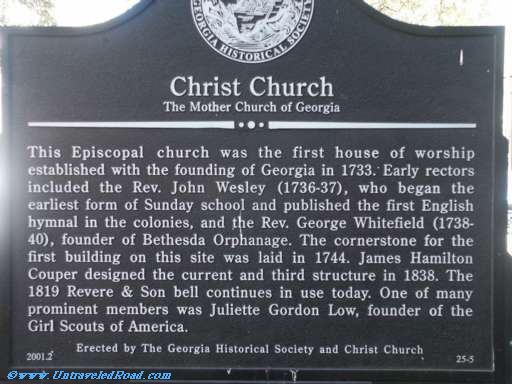 GEORGIA HISTORICAL SOCIETY
Christ Church
The Mother Church of Georgia
This Episcopal church was the first house of worship
established with the founding of Georgia in 1733. Early rectors
included the Rev. John Wesley (1736-37), who began the
earliest form of Sunday school and published the first English
hymnal in the colonies, and the Rev. George Whitefield (1738-
40), founder of Bethesda Orphanage. The cornerstone for the
first building on this site was laid in 1744. James Hamilton
Couper designed the current and third structure in 1838. The
1819 Revere & Son bell continues in use today. One of many
prominent members was Juliette Gordon Low, founder of the
Girl Scouts of America.
Erected by The Georgia Historical Society and Christ Church
2001.2 25-5
©www.UntraveledRoad.com